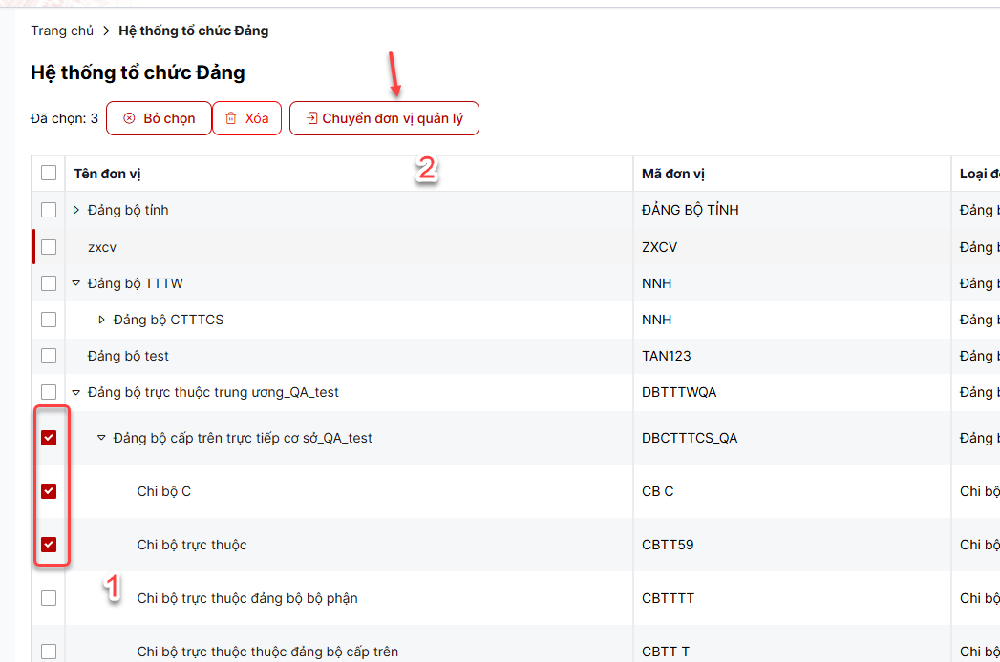 Trang chủ > Hệ thống tổ chức Đảng
Hệ thống tổ chức Đảng
Đã chọn: 3 Bỏ chọn Xóa Chuyển đơn vị quản lý
2
Tên đơn vị Mã đơn vị Loại đ
Đảng bộ tỉnh ĐẢNG BỘ TỈNH Đảng
zxcv ZXCV Đảng
Đảng bộ TTTW NNH Đảng
Đảng bộ CTTTCS NNH Đảng
Đảng bộ test TAN123 Đảng
Đảng bộ trực thuộc trung ương_QA_test DBTTTWQA Đảng
Đảng bộ cấp trên trực tiếp cơ sở_QA_test DBCTTTCS_QA Đảng
Chi bộ C CB C Chi bộ
Chi bộ trực thuộc CBTT59 Chi bộ
1
Chi bộ trực thuộc đảng bộ bộ phận CBTTTT Chi bộ
Chi bộ trực thuộc thuộc đảng bộ cấp trên CBTT T Chi bộ